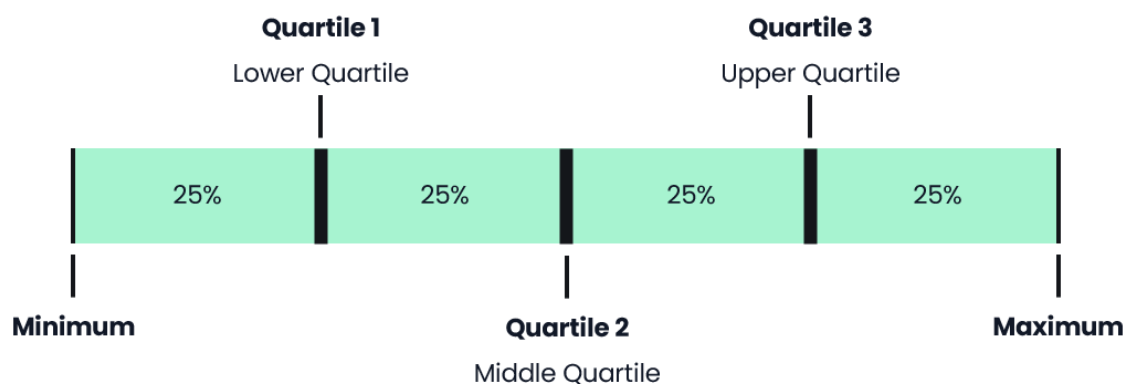 Quartile 1
Quartile 3
Lower Quartile
Upper Quartile
25%
25%
25%
25%
Minimum
Quartile 2
Maximum
Middle Quartile